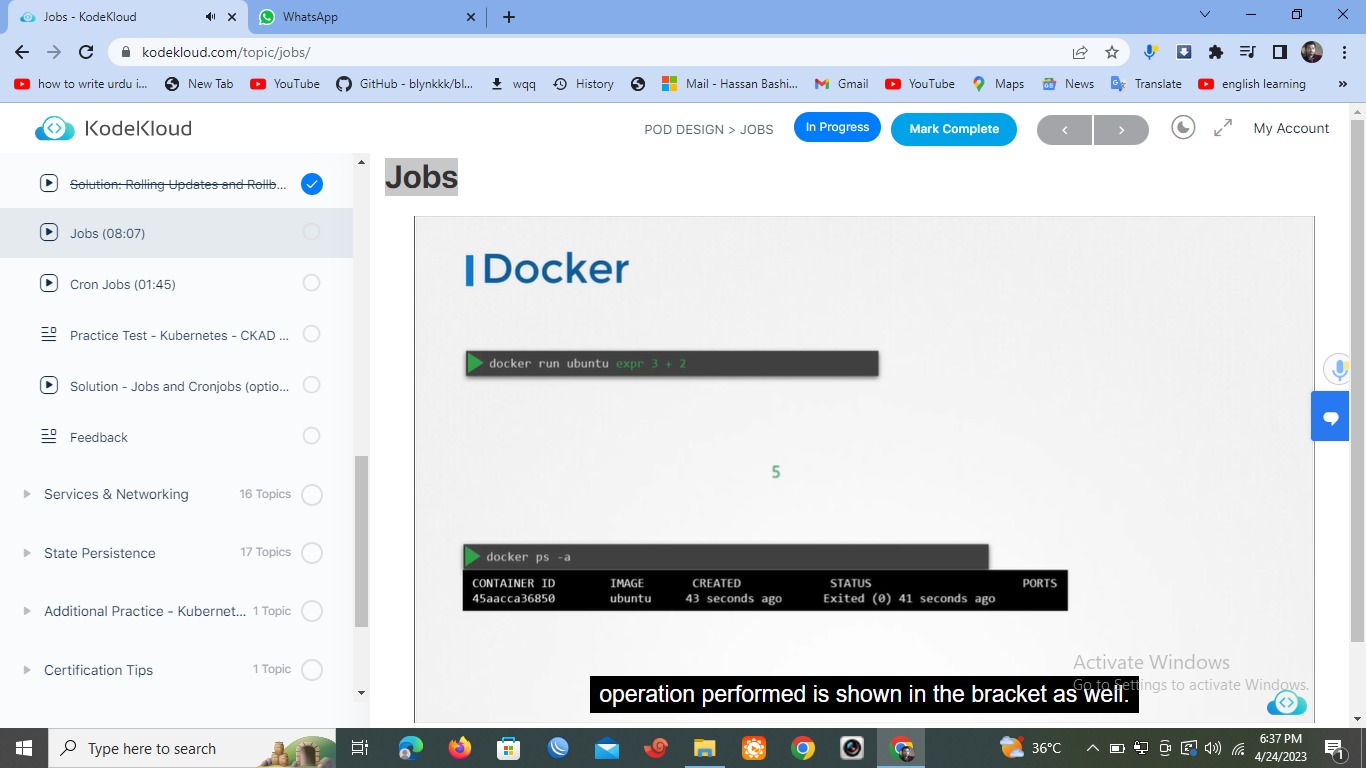 Jobs - KodeKloud
WhatsApp
kodekloud.com/topic/jobs/
how to write urdu i...
New Tab
YouTube
GitHub - blynkkk/bl...
wqq
History
Mail - Hassan Bashi...
Gmail
YouTube
Maps
News
Translate
english learning
»
KodeKloud
POD DESIGN > JOBS
In Progress
Mark Complete
My Account
Solution: Rolling Updates and Rollb...
Jobs (08:07)
Cron Jobs (01:45)
Practice Test - Kubernetes - CKAD ...
Solution - Jobs and Cronjobs (optio...
Feedback
Services & Networking 16 Topics
State Persistence 17 Topics
Additional Practice - Kubernet... 1 Topic
Certification Tips 1 Topic
Jobs
Docker
docker run ubuntu expr 3 + 2
5
docker ps -a
CONTAINER ID IMAGE CREATED STATUS PORTS
45aacca36850 ubuntu 43 seconds ago Exited (0) 41 seconds ago
operation performed is shown in the bracket as well.
Activate Windows
Go to Settings to activate Windows.
Type here to search
36°C
6:37 PM
4/24/2023
1